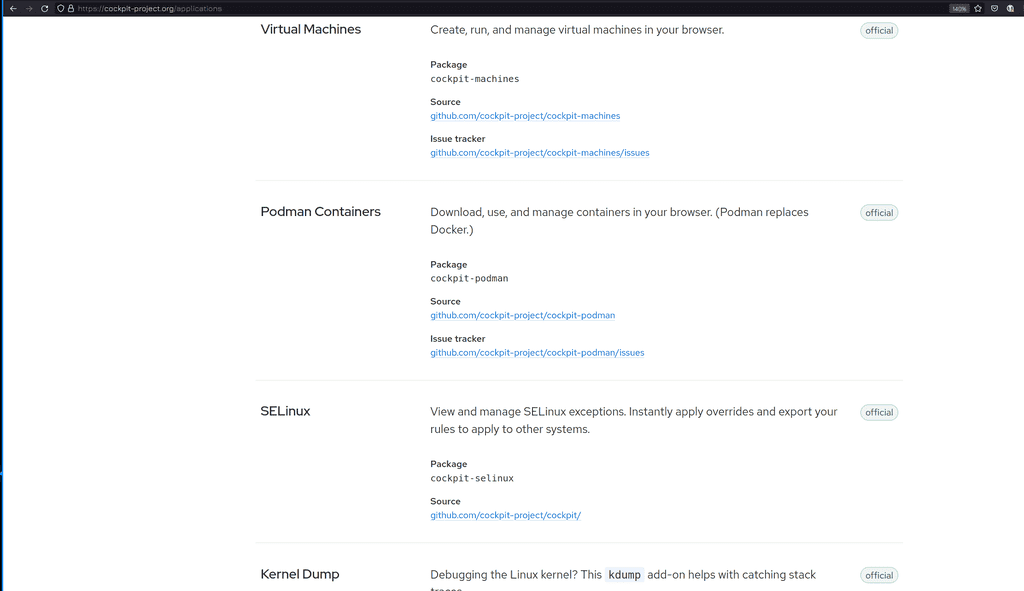 https://cockpit-project.org/applications
140%
Virtual Machines
Create, run, and manage virtual machines in your browser.
official
Package
cockpit-machines
Source
github.com/cockpit-project/cockpit-machines
Issue tracker
github.com/cockpit-project/cockpit-machines/issues
Podman Containers
Download, use, and manage containers in your browser. (Podman replaces
Docker.)
official
Package
cockpit-podman
Source
github.com/cockpit-project/cockpit-podman
Issue tracker
github.com/cockpit-project/cockpit-podman/issues
SELinux
View and manage SELinux exceptions. Instantly apply overrides and export your
rules to apply to other systems.
official
Package
cockpit-selinux
Source
github.com/cockpit-project/cockpit/
Kernel Dump
Debugging the Linux kernel? This kdump add-on helps with catching stack
official